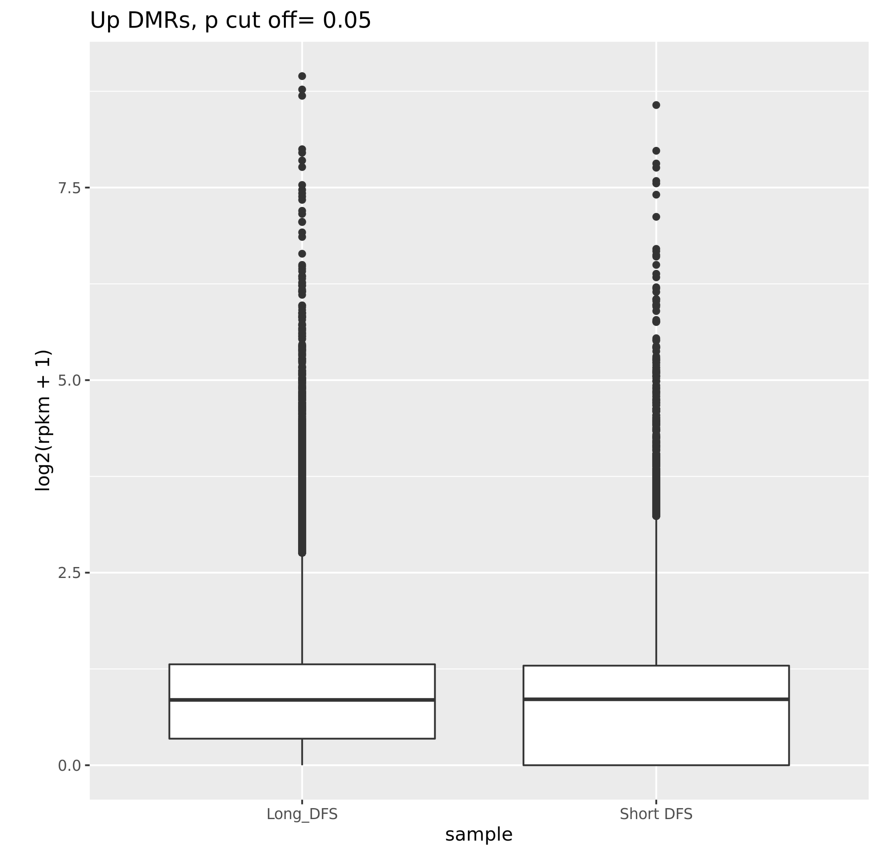 Up DMRs, p cut off= 0.05
log2(rpkm + 1)
7.5
5.0
2.5
0.0
Long_DFS
Short DFS
sample